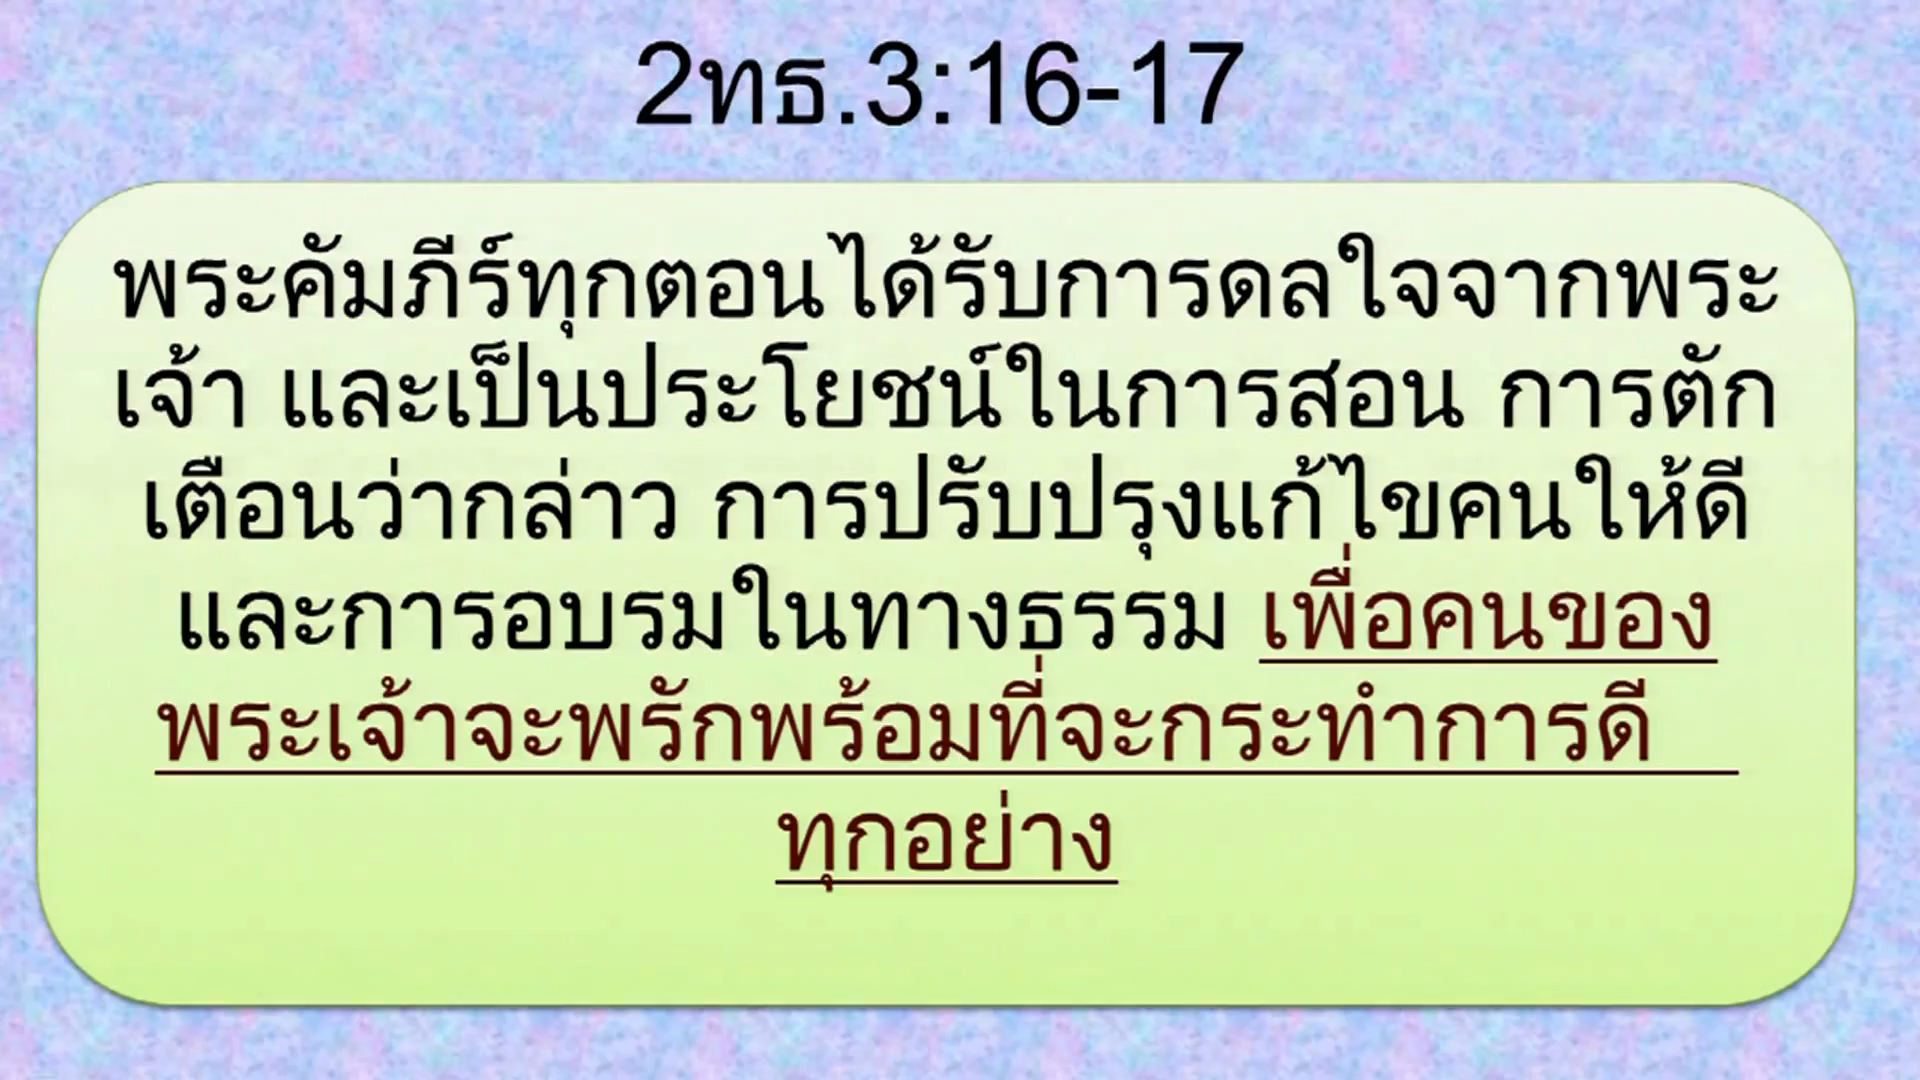 2ทธ.3:16-17
พระคัมภีร์ทุกตอนได้รับการดลใจจากพระ
เจ้า และเป็นประโยชน์ในการสอน การตัก
เตือนว่ากล่าว การปรับปรุงแก้ไขคนให้ดี
และการอบรมในทางธรรม เพื่อคนของ
พระเจ้าจะพรักพร้อมที่จะกระทำการดี
ทุกอย่าง